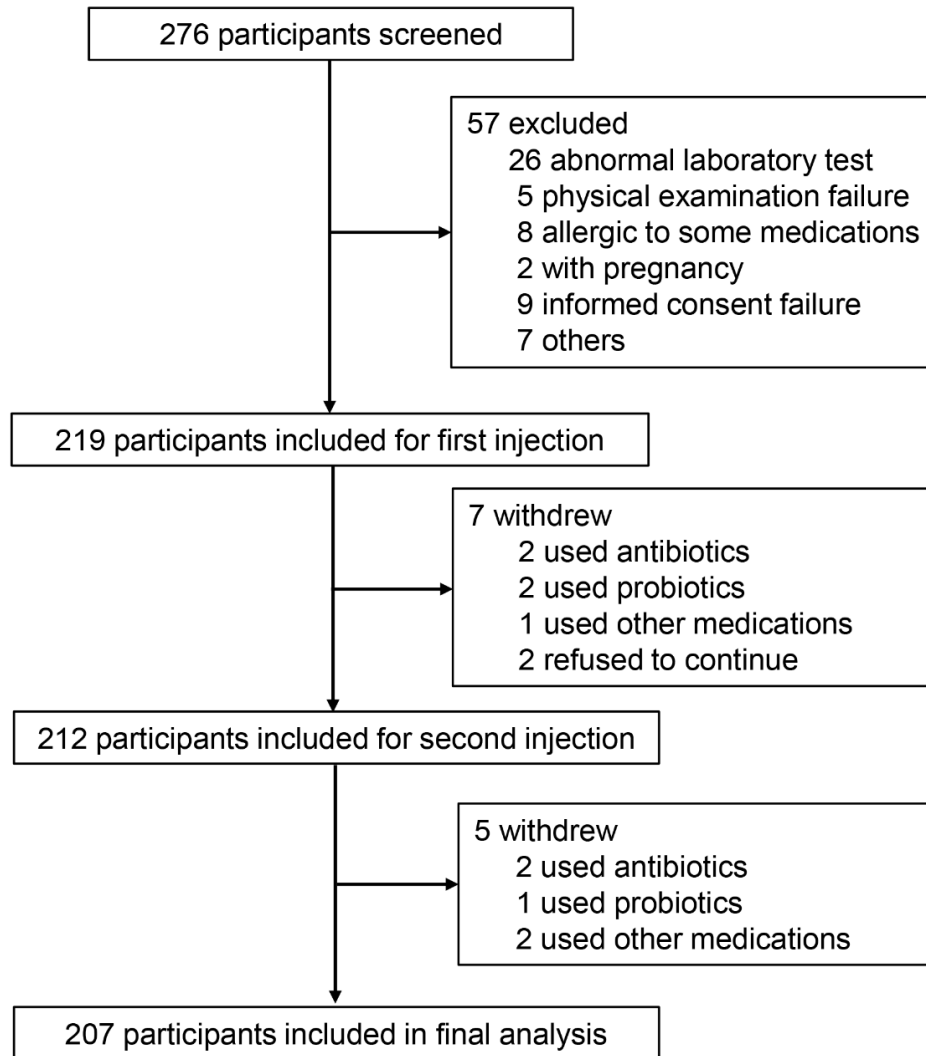 276 participants screened
57 excluded
26 abnormal laboratory test
5 physical examination failure
8 allergic to some medications
2 with pregnancy
9 informed consent failure
7 others
219 participants included for first injection
7 withdrew
2 used antibiotics
2 used probiotics
1 used other medications
2 refused to continue
212 participants included for second injection
5 withdrew
2 used antibiotics
1 used probiotics
2 used other medications
207 participants included in final analysis